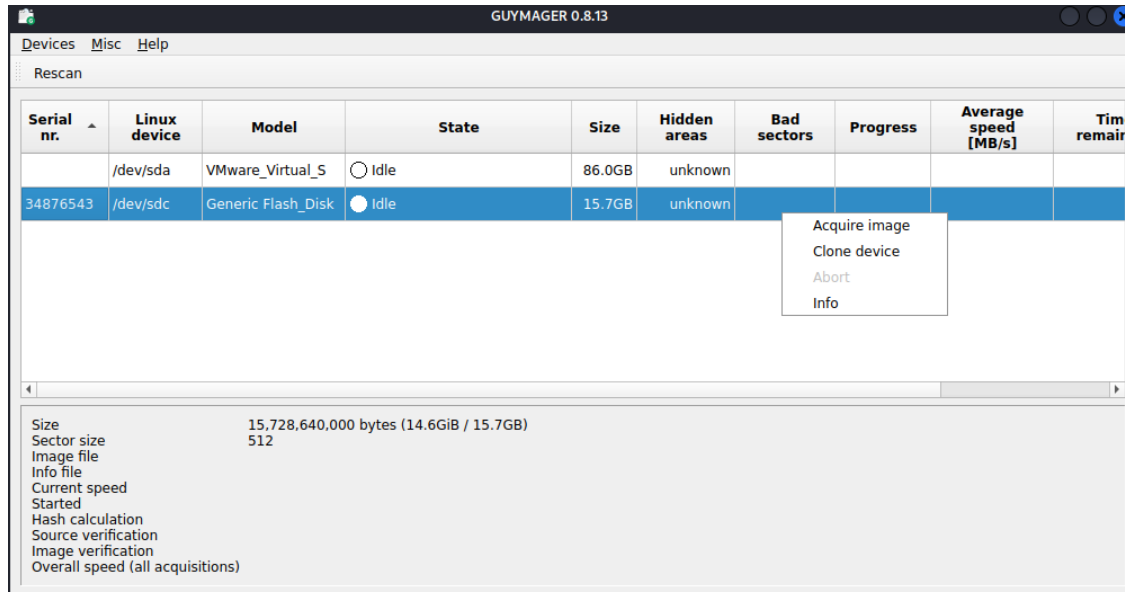 GUYMAGER 0.8.13
Devices Misc Help
Rescan
Serial nr. Linux device Model State Size Hidden areas Bad sectors Progress Average speed [MB/s] Tim remain
/dev/sda VMware_Virtual_S Idle 86.0GB unknown
34876543 /dev/sdc Generic Flash_Disk Idle 15.7GB unknown
Acquire image
Clone device
Abort
Info
Size 15,728,640,000 bytes (14.6GiB / 15.7GB)
Sector size 512
Image file
Info file
Current speed
Started
Hash calculation
Source verification
Image verification
Overall speed (all acquisitions)